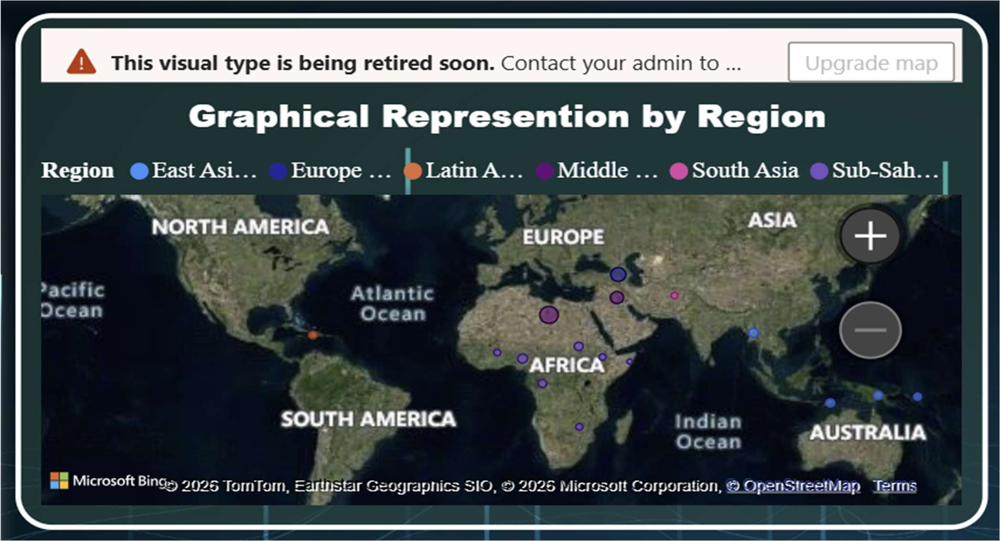 This visual type is being retired soon. Contact your admin to ...
Upgrade map
Graphical Represention by Region
Region East Asi... Europe ... Latin A... Middle ... South Asia Sub-Sah...
NORTH AMERICA
EUROPE
ASIA
Pacific
Ocean
Atlantic
Ocean
AFRICA
SOUTH AMERICA
Indian
Ocean
AUSTRALIA
Microsoft Bing
© 2026 TomTom, Earthstar Geographics SIO, © 2026 Microsoft Corporation, © OpenStreetMap Terms